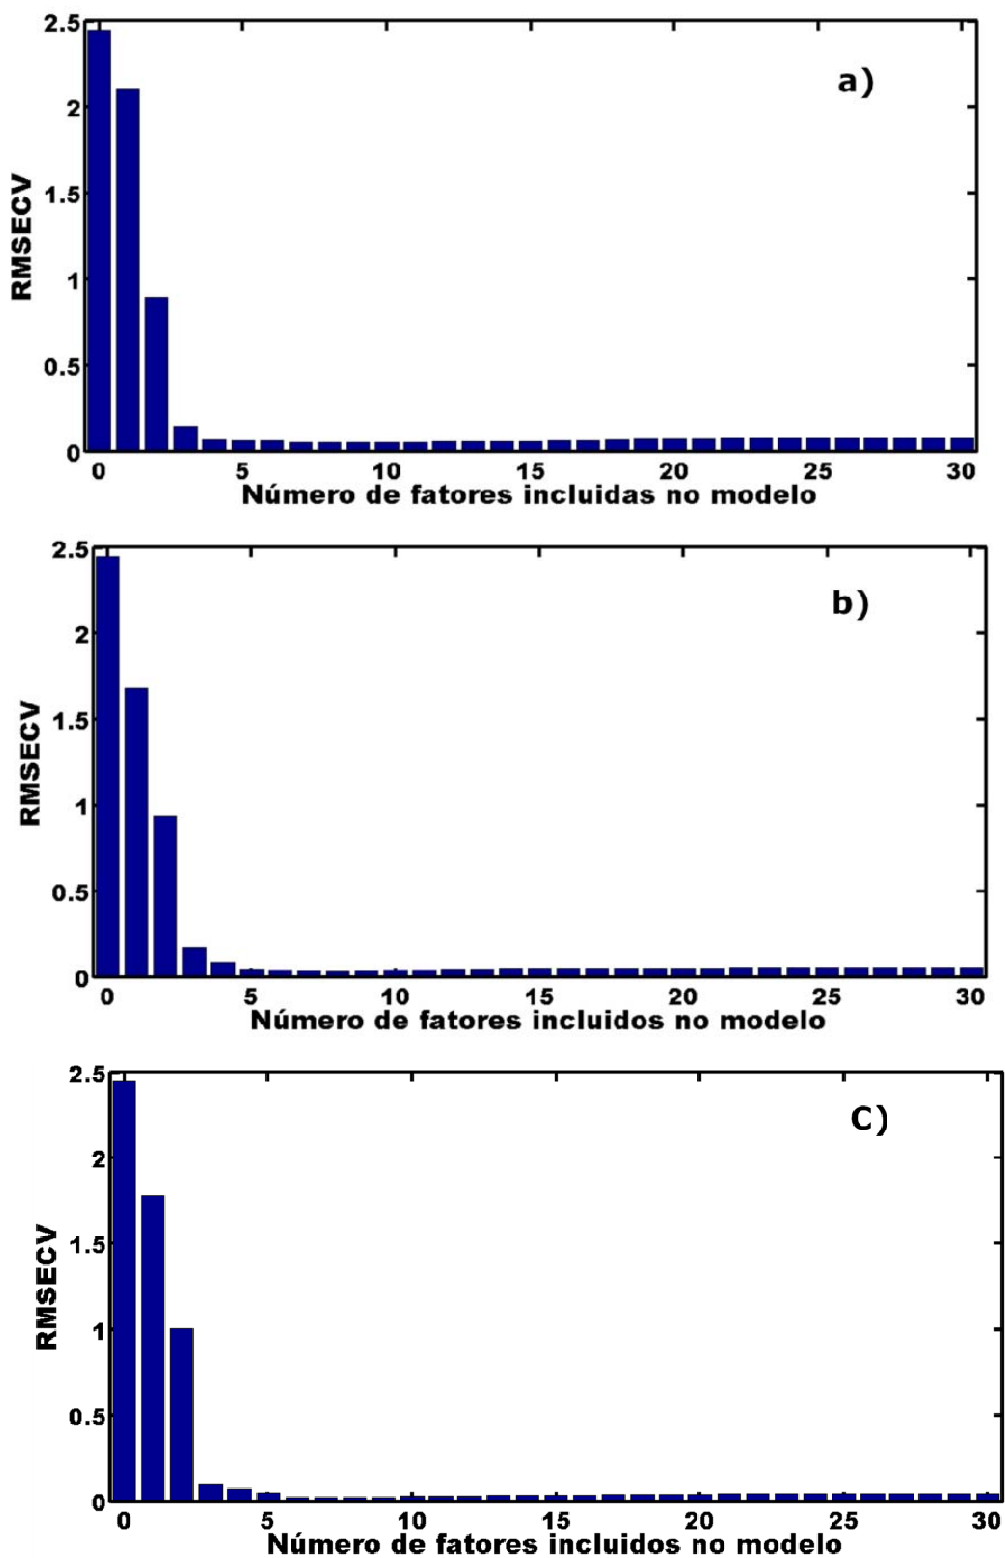 2.5
a)
2
1.5
RMSECV
1
0.5
0
0 5 10 15 20 25 30
Número de fatores incluidas no modelo
2.5
b)
2
1.5
RMSECV
1
0.5
0
0 5 10 15 20 25 30
Número de fatores incluidos no modelo
2.5
C)
2
1.5
RMSECV
1
0.5
0
0 5 10 15 20 25 30
Número de fatores incluidos no modelo